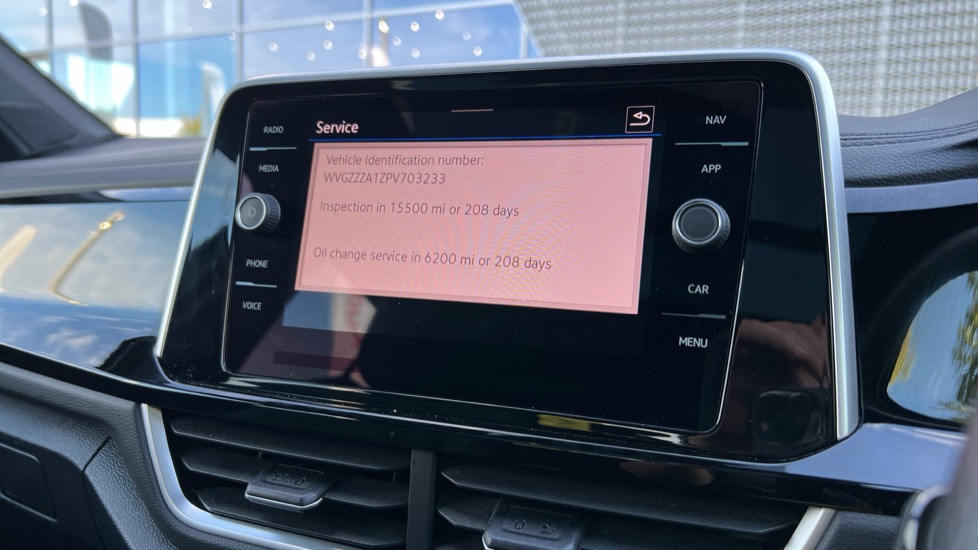 Service
RADIO
MEDIA
PHONE
VOICE
Vehicle identification number:
WVGZZZA1ZPV703233
Inspection in 15500 mi or 208 days
Oil change service in 6200 mi or 208 days
NAV
APP
CAR
MENU